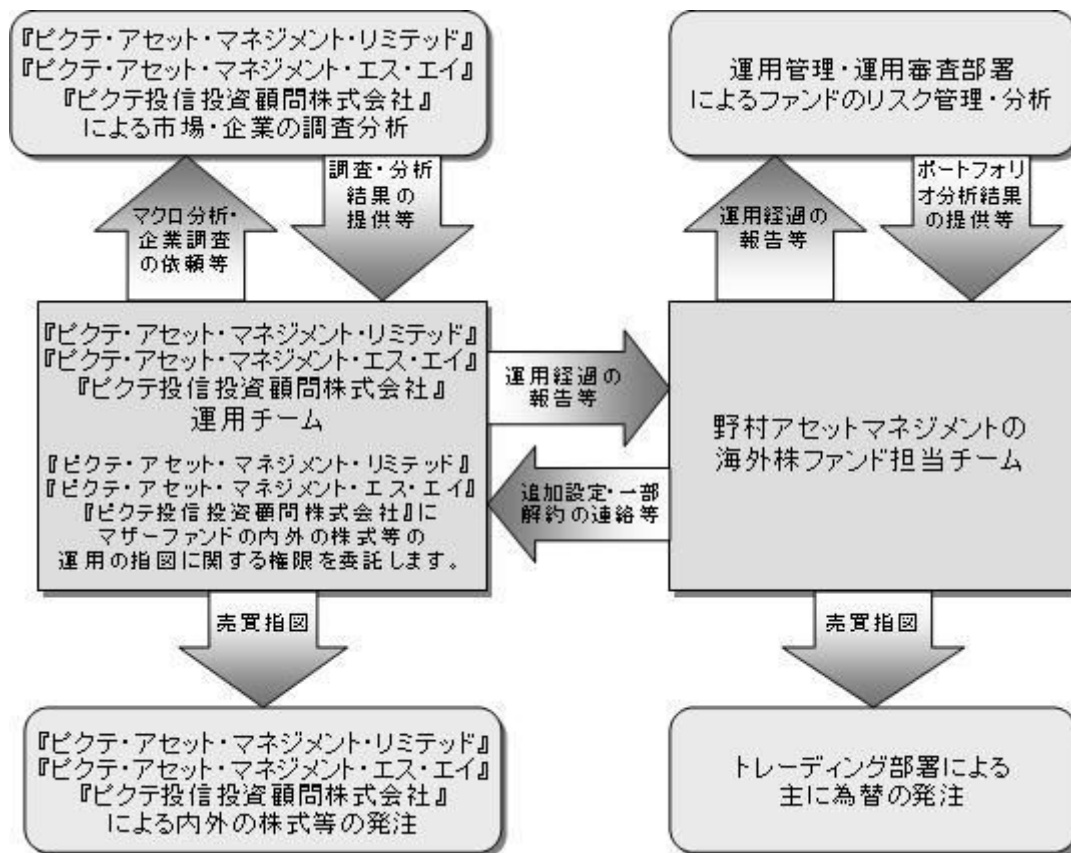 『ピクテ・アセット・マネジメント・リミテッド』
『ピクテ・アセット・マネジメント・エス・エイ』
『ピクテ投信投資顧問株式会社』
による市場・企業の調査分析
運用管理・運用審査部署
によるファンドのリスク管理・分析
マクロ分析・
企業調査
の依頼等
調査・分析
結果の
提供等
運用経過の
報告等
ポートフォリ
オ分析結果
の提供等
『ピクテ・アセット・マネジメント・リミテッド』
『ピクテ・アセット・マネジメント・エス・エイ』
『ピクテ投信投資顧問株式会社』
運用チーム
『ピクテ・アセット・マネジメント・リミテッド』
『ピクテ・アセット・マネジメント・エス・エイ』
『ピクテ投信投資顧問株式会社』に
マザーファンドの内外の株式等の
運用の指図に関する権限を委託します。
運用経過の
報告等
追加設定・一部
解約の連絡等
野村アセットマネジメントの
海外株ファンド担当チーム
売買指図
売買指図
『ピクテ・アセット・マネジメント・リミテッド』
『ピクテ・アセット・マネジメント・エス・エイ』
『ピクテ投信投資顧問株式会社』
による内外の株式等の発注
トレーディング部署による
主に為替の発注